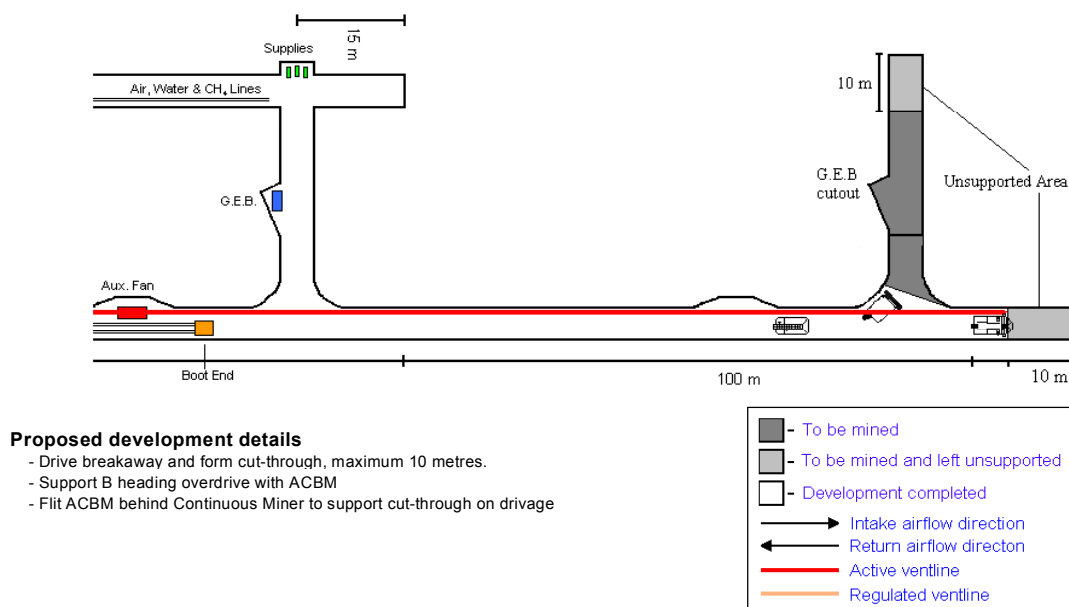 15 m
Supplies
Air, Water & CH₄ Lines
10 m
G.E.B.
G.E.B
cutout
Unsupported Area
Aux. Fan
Boot End
100 m
10 m
Proposed development details
- Drive breakaway and form cut-through, maximum 10 metres.
- Support B heading overdrive with ACBM
- Flit ACBM behind Continuous Miner to support cut-through on drivage
- To be mined
- To be mined and left unsupported
- Development completed
Intake airflow direction
Return airflow directon
Active ventline
Regulated ventline